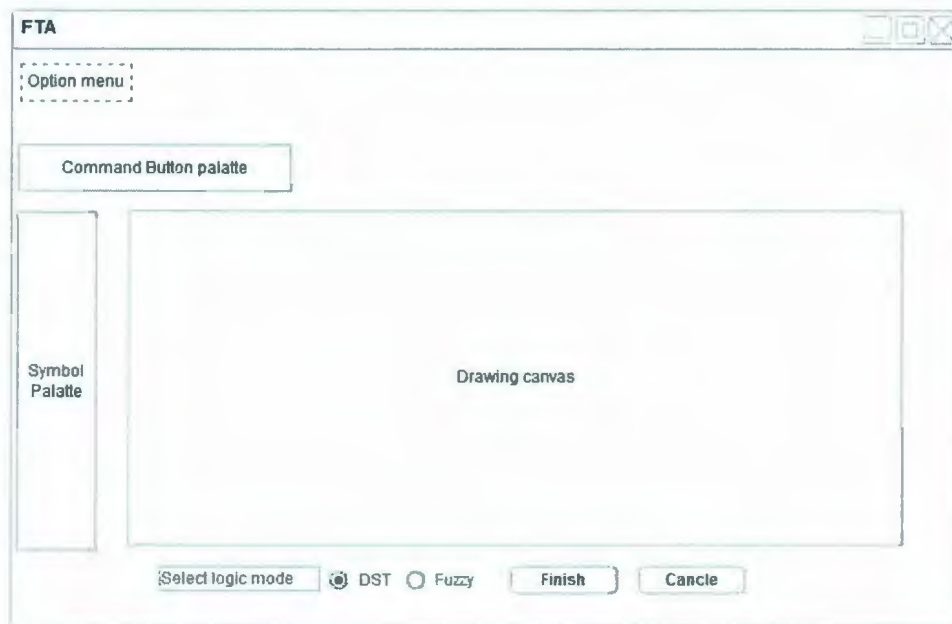 FTA
Option menu
Command Button palatte
Symbol
Palatte
Drawing canvas
Select logic mode DST Fuzzy Finish Cancle